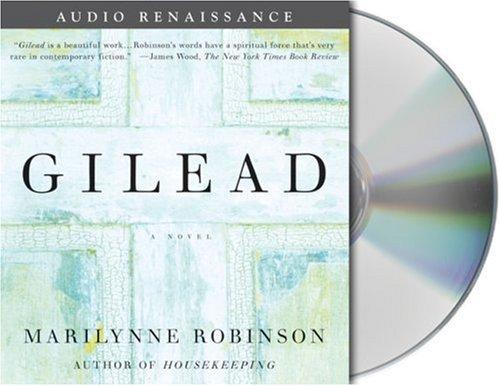 AUDIO RENAISSANCE
"Gilead is a beautiful work...Robinson's words have a spiritual force that's very
rare in contemporary fiction." —James Wood, The New York Times Book Review
GILEAD
A NOVEL
MARILYNNE ROBINSON
AUTHOR OF HOUSEKEEPING